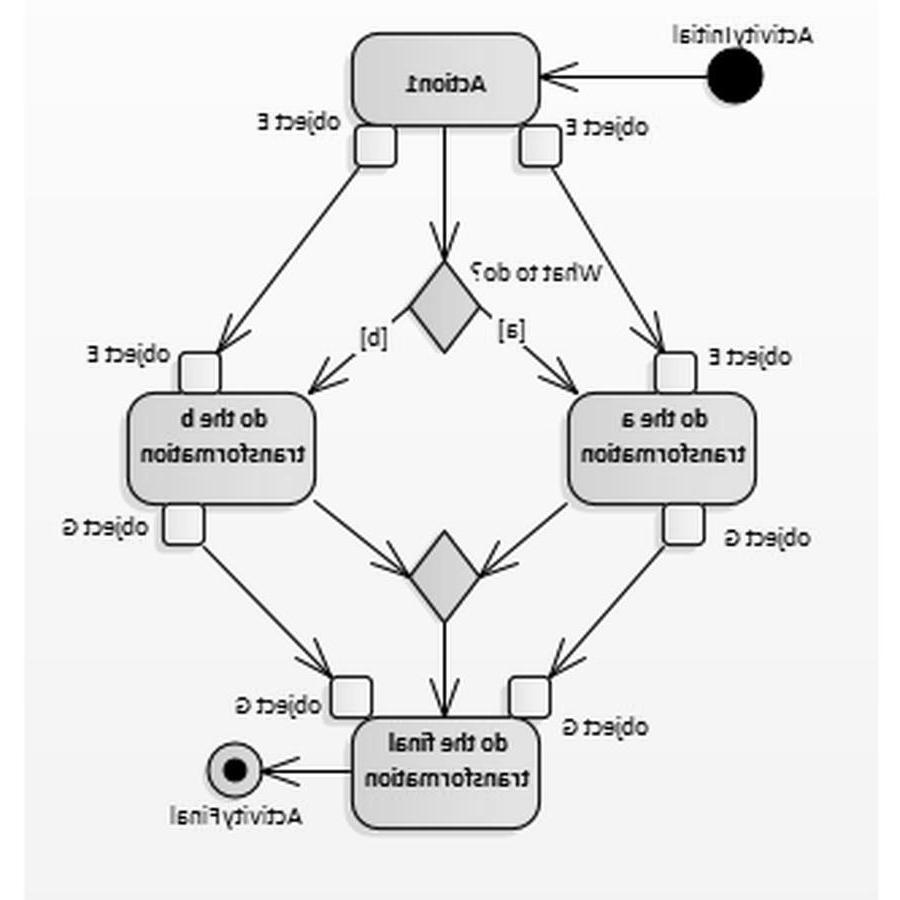 ActivityInitial
Action1
object E
object E
What to do?
[a]
[b]
object E
object E
do the a
transformation
do the b
transformation
object G
object G
object G
object G
do the final
transformation
ActivityFinal